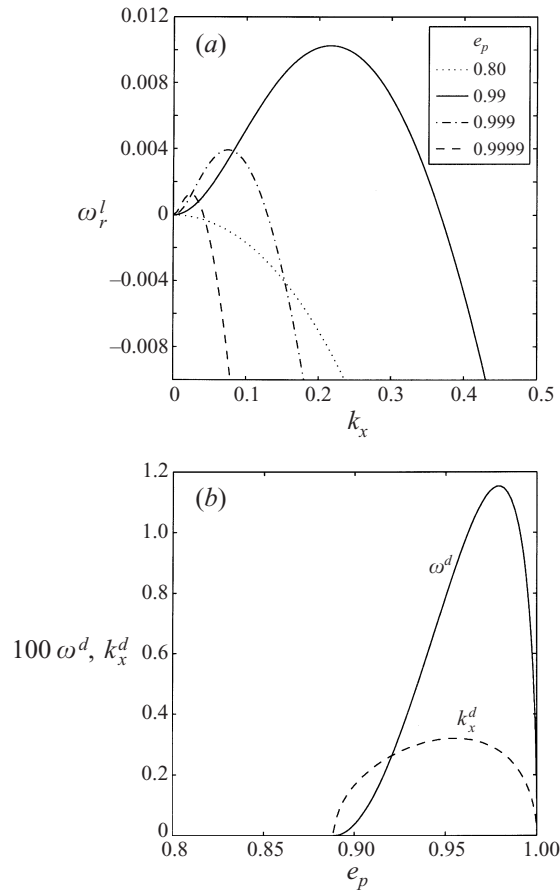 0.012
(a)
e_p
0.80
0.99
0.999
0.9999
0.008
0.004
ω_r^l
0
−0.004
−0.008
0 0.1 0.2 0.3 0.4 0.5
k_x
1.2
(b)
1.0
ω^d
0.8
100 ω^d, k_x^d
0.6
0.4
k_x^d
0.2
0
0.8 0.85 0.90 0.95 1.00
e_p